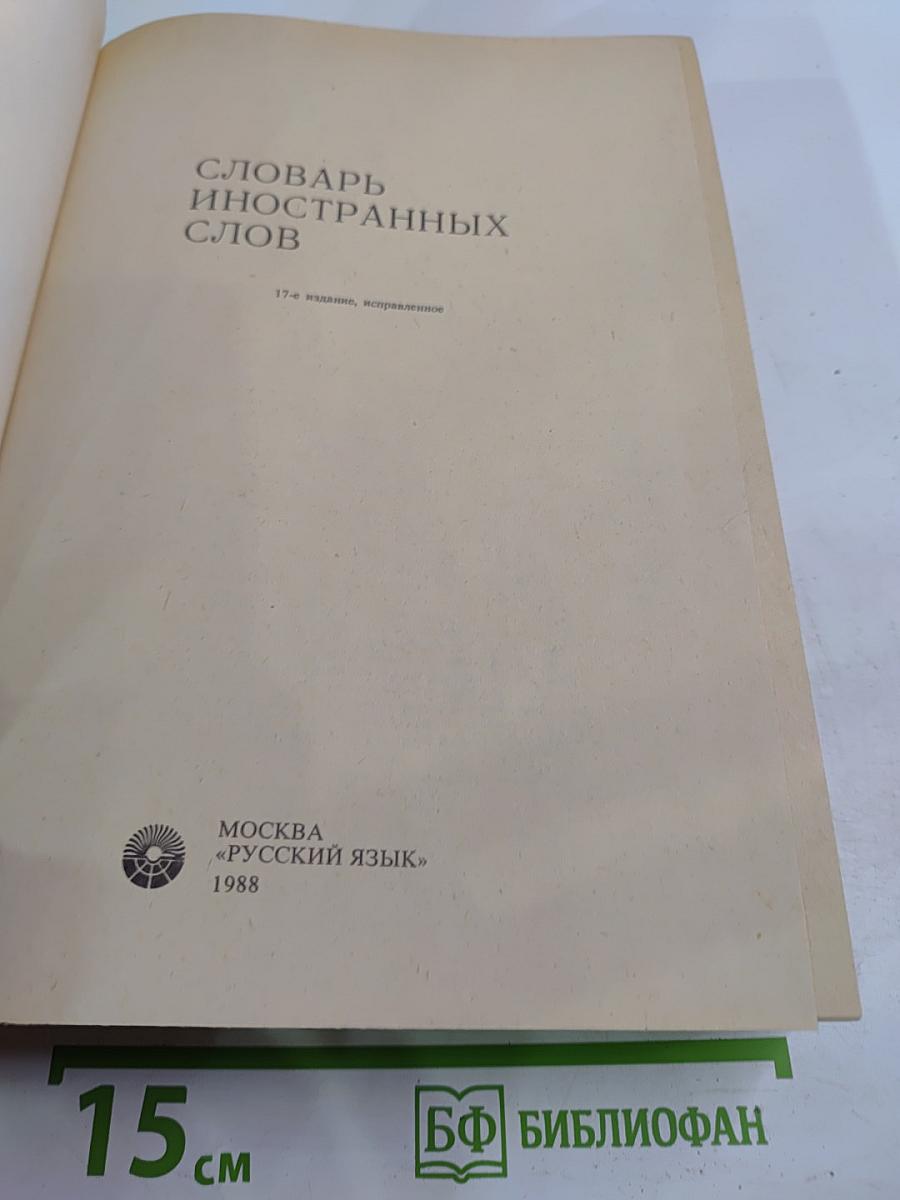 СЛОВАРЬ
ИНОСТРАННЫХ
СЛОВ
17-е издание, исправленное
МОСКВА
«РУССКИЙ ЯЗЫК»
1988
15 см
БФ БИБЛИОФАН